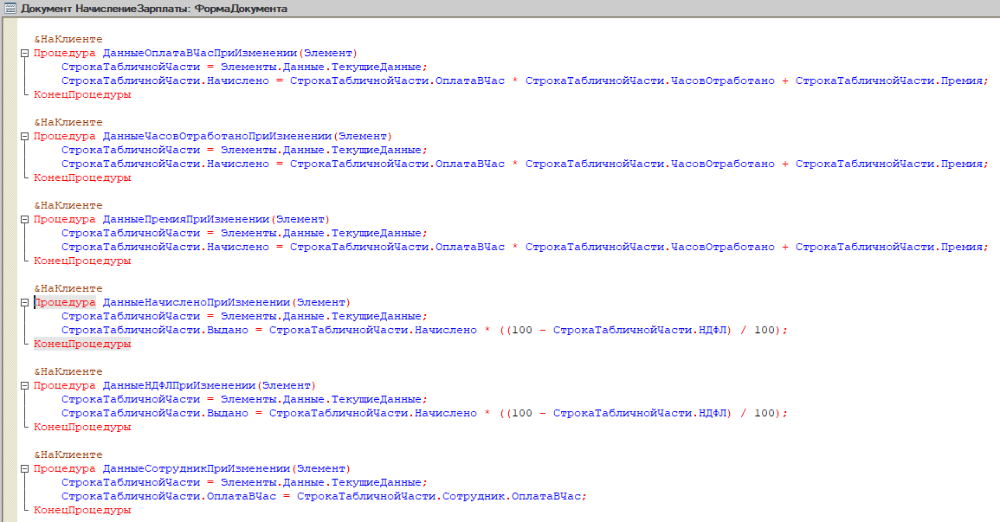 Документ НачислениеЗарплаты: ФормаДокумента
&НаКлиенте
Процедура ДанныеОплатаВЧасПриИзменении(Элемент)
СтрокаТабличнойЧасти = Элементы.Данные.ТекущиеДанные;
СтрокаТабличнойЧасти.Начислено = СтрокаТабличнойЧасти.ОплатаВЧас * СтрокаТабличнойЧасти.ЧасовОтработано + СтрокаТабличнойЧасти.Премия;
КонецПроцедуры
&НаКлиенте
Процедура ДанныеЧасовОтработаноПриИзменении(Элемент)
СтрокаТабличнойЧасти = Элементы.Данные.ТекущиеДанные;
СтрокаТабличнойЧасти.Начислено = СтрокаТабличнойЧасти.ОплатаВЧас * СтрокаТабличнойЧасти.ЧасовОтработано + СтрокаТабличнойЧасти.Премия;
КонецПроцедуры
&НаКлиенте
Процедура ДанныеПремияПриИзменении(Элемент)
СтрокаТабличнойЧасти = Элементы.Данные.ТекущиеДанные;
СтрокаТабличнойЧасти.Начислено = СтрокаТабличнойЧасти.ОплатаВЧас * СтрокаТабличнойЧасти.ЧасовОтработано + СтрокаТабличнойЧасти.Премия;
КонецПроцедуры
&НаКлиенте
Процедура ДанныеНачисленоПриИзменении(Элемент)
СтрокаТабличнойЧасти = Элементы.Данные.ТекущиеДанные;
СтрокаТабличнойЧасти.Выдано = СтрокаТабличнойЧасти.Начислено * ((100 - СтрокаТабличнойЧасти.НДФЛ) / 100);
КонецПроцедуры
&НаКлиенте
Процедура ДанныеНДФЛПриИзменении(Элемент)
СтрокаТабличнойЧасти = Элементы.Данные.ТекущиеДанные;
СтрокаТабличнойЧасти.Выдано = СтрокаТабличнойЧасти.Начислено * ((100 - СтрокаТабличнойЧасти.НДФЛ) / 100);
КонецПроцедуры
&НаКлиенте
Процедура ДанныеСотрудникПриИзменении(Элемент)
СтрокаТабличнойЧасти = Элементы.Данные.ТекущиеДанные;
СтрокаТабличнойЧасти.ОплатаВЧас = СтрокаТабличнойЧасти.Сотрудник.ОплатаВЧас;
КонецПроцедуры